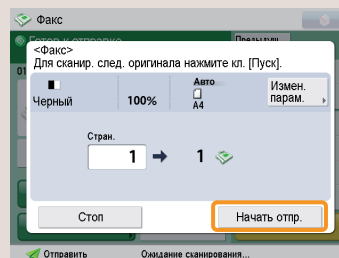 Факс
Готов к отправке
<Факс>
Для сканир. след. оригинала нажмите кл. [Пуск].
Черный
100%
Авто
A4
Измен.
парам.
Стран.
1 → 1
Стоп
Начать отпр.
Отправить
Ожидание сканирования...